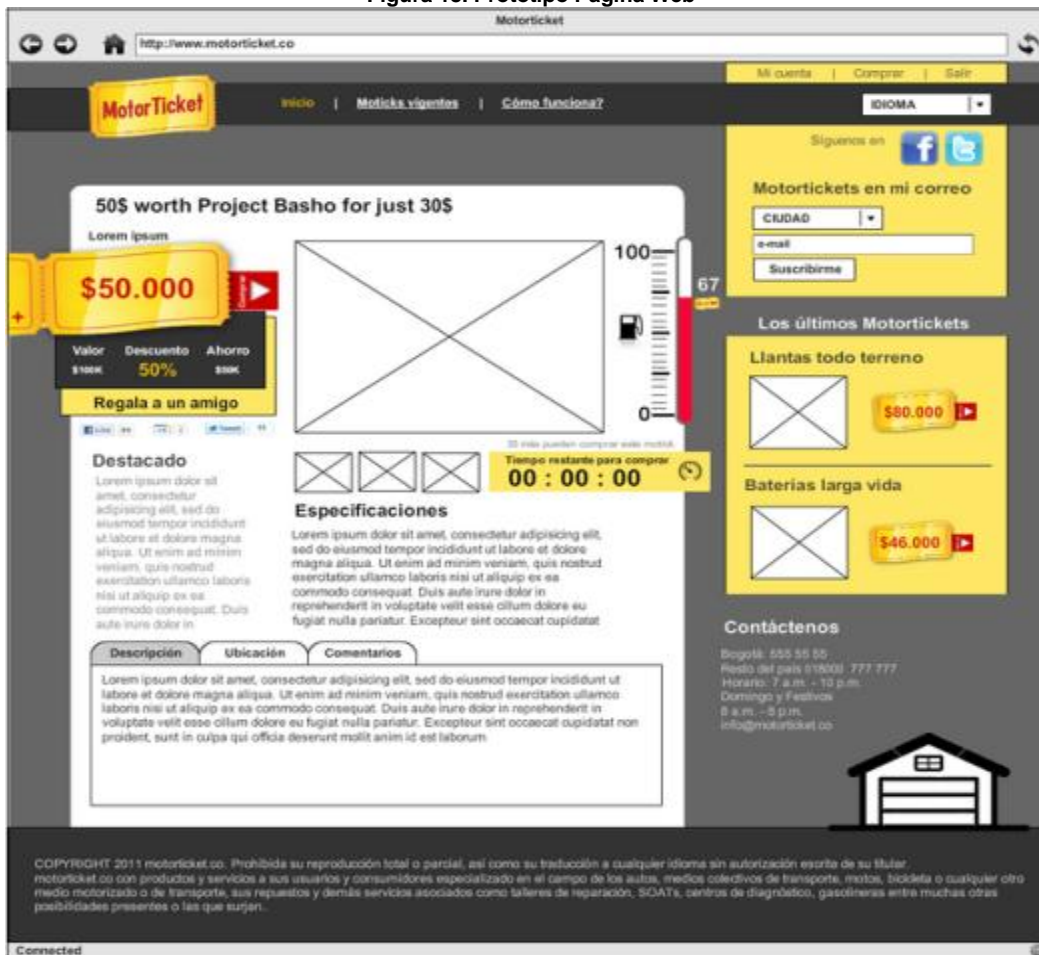 Figura 18. Prototipo Página Web
Motorticket
http://www.motorticket.co
Mi cuenta | Comprar | Salir
MotorTicket
Inicio | Moticks vigentes | Cómo funciona?
IDIOMA
Síguenos en
Motortickets en mi correo
CIUDAD
e-mail
Suscribirme
50$ worth Project Basho for just 30$
Lorem ipsum
$50.000
Comprar
Valor Descuento Ahorro
$100K 50% $50K
Regala a un amigo
100
67
0
33 más pueden comprar este motick
Tiempo restante para comprar
00 : 00 : 00
Los últimos Motortickets
Llantas todo terreno
$80.000
Baterías larga vida
$46.000
Destacado
Lorem ipsum dolor sit
amet, consectetur
adipisicing elit, sed do
eiusmod tempor incididunt
ut labore et dolore magna
aliqua. Ut enim ad minim
veniam, quis nostrud
exercitation ullamco laboris
nisi ut aliquip ex ea
commodo consequat. Duis
aute irure dolor in
Especificaciones
Lorem ipsum dolor sit amet, consectetur adipisicing elit,
sed do eiusmod tempor incididunt ut labore et dolore
magna aliqua. Ut enim ad minim veniam, quis nostrud
exercitation ullamco laboris nisi ut aliquip ex ea
commodo consequat. Duis aute irure dolor in
reprehenderit in voluptate velit esse cillum dolore eu
fugiat nulla pariatur. Excepteur sint occaecat cupidatat
Descripción Ubicación Comentarios
Lorem ipsum dolor sit amet, consectetur adipisicing elit, sed do eiusmod tempor incididunt ut
labore et dolore magna aliqua. Ut enim ad minim veniam, quis nostrud exercitation ullamco
laboris nisi ut aliquip ex ea commodo consequat. Duis aute irure dolor in reprehenderit in
voluptate velit esse cillum dolore eu fugiat nulla pariatur. Excepteur sint occaecat cupidatat non
proident, sunt in culpa qui officia deserunt mollit anim id est laborum
Contáctenos
Bogotá: 555 55 55
Resto del país 018000 777 777
Horario: 7 a.m. - 10 p.m.
Domingo y Festivos
8 a.m. - 8 p.m.
info@motorticket.co
COPYRIGHT 2011 motorticket.co. Prohibida su reproducción total o parcial, así como su traducción a cualquier idioma sin autorización escrita de su titular.
motorticket.co con productos y servicios a sus usuarios y consumidores especializado en el campo de los autos, medios colectivos de transporte, motos, bicicleta o cualquier otro
medio motorizado o de transporte, sus repuestos y demás servicios asociados como talleres de reparación, SOATs, centros de diagnóstico, gasolineras entre muchas otras
posibilidades presentes o las que surjan..
Connected